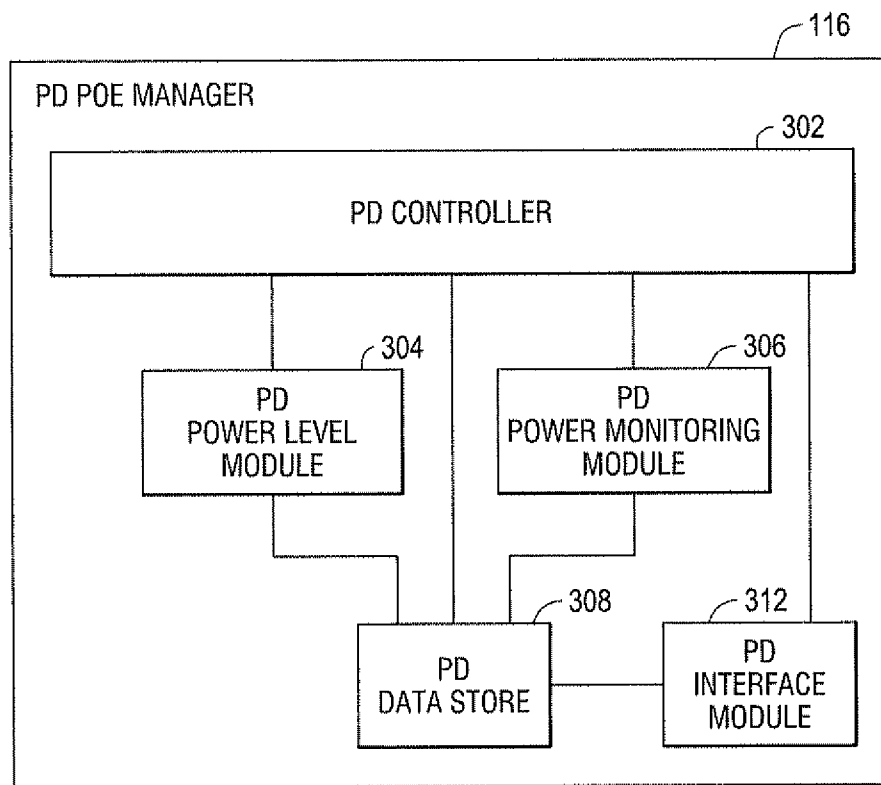 116
PD POE MANAGER
302
PD CONTROLLER
304
PD
POWER LEVEL
MODULE
306
PD
POWER MONITORING
MODULE
308
PD
DATA STORE
312
PD
INTERFACE
MODULE